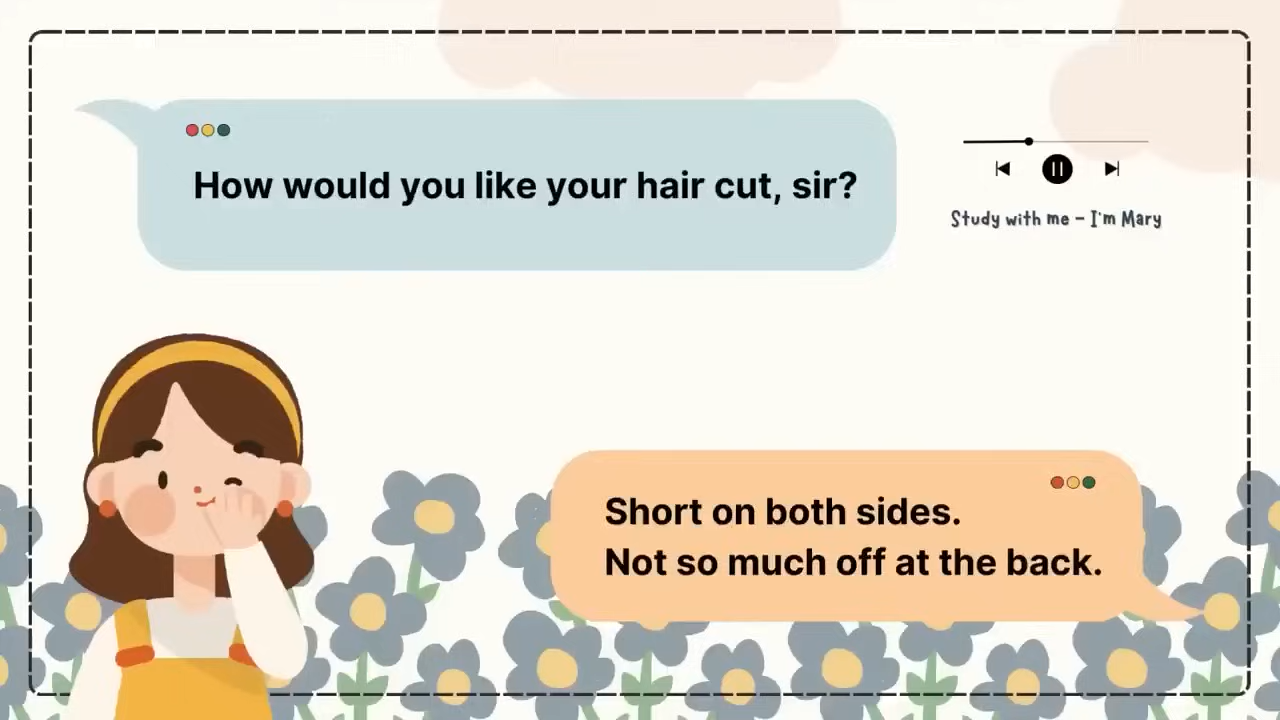 How would you like your hair cut, sir?
Study with me – I'm Mary
Short on both sides.
Not so much off at the back.